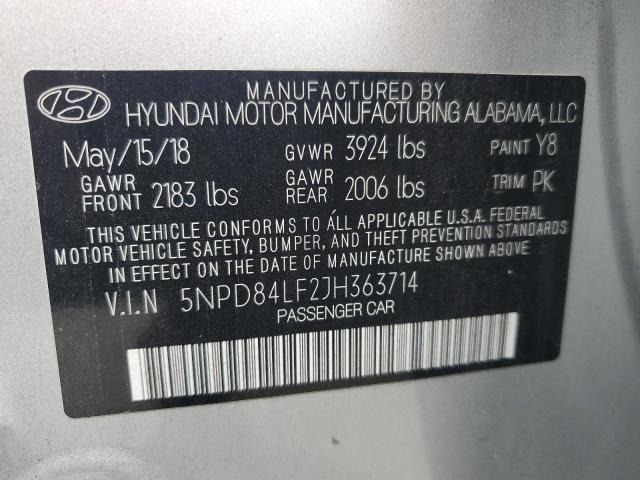 MANUFACTURED BY
HYUNDAI MOTOR MANUFACTURING ALABAMA, LLC
May/15/18 GVWR 3924 lbs PAINT Y8
GAWR FRONT 2183 lbs GAWR REAR 2006 lbs TRIM PK
THIS VEHICLE CONFORMS TO ALL APPLICABLE U.S.A. FEDERAL
MOTOR VEHICLE SAFETY, BUMPER, AND THEFT PREVENTION STANDARDS
IN EFFECT ON THE DATE OF MANUFACTURE SHOWN ABOVE.
V.I.N 5NPD84LF2JH363714
PASSENGER CAR